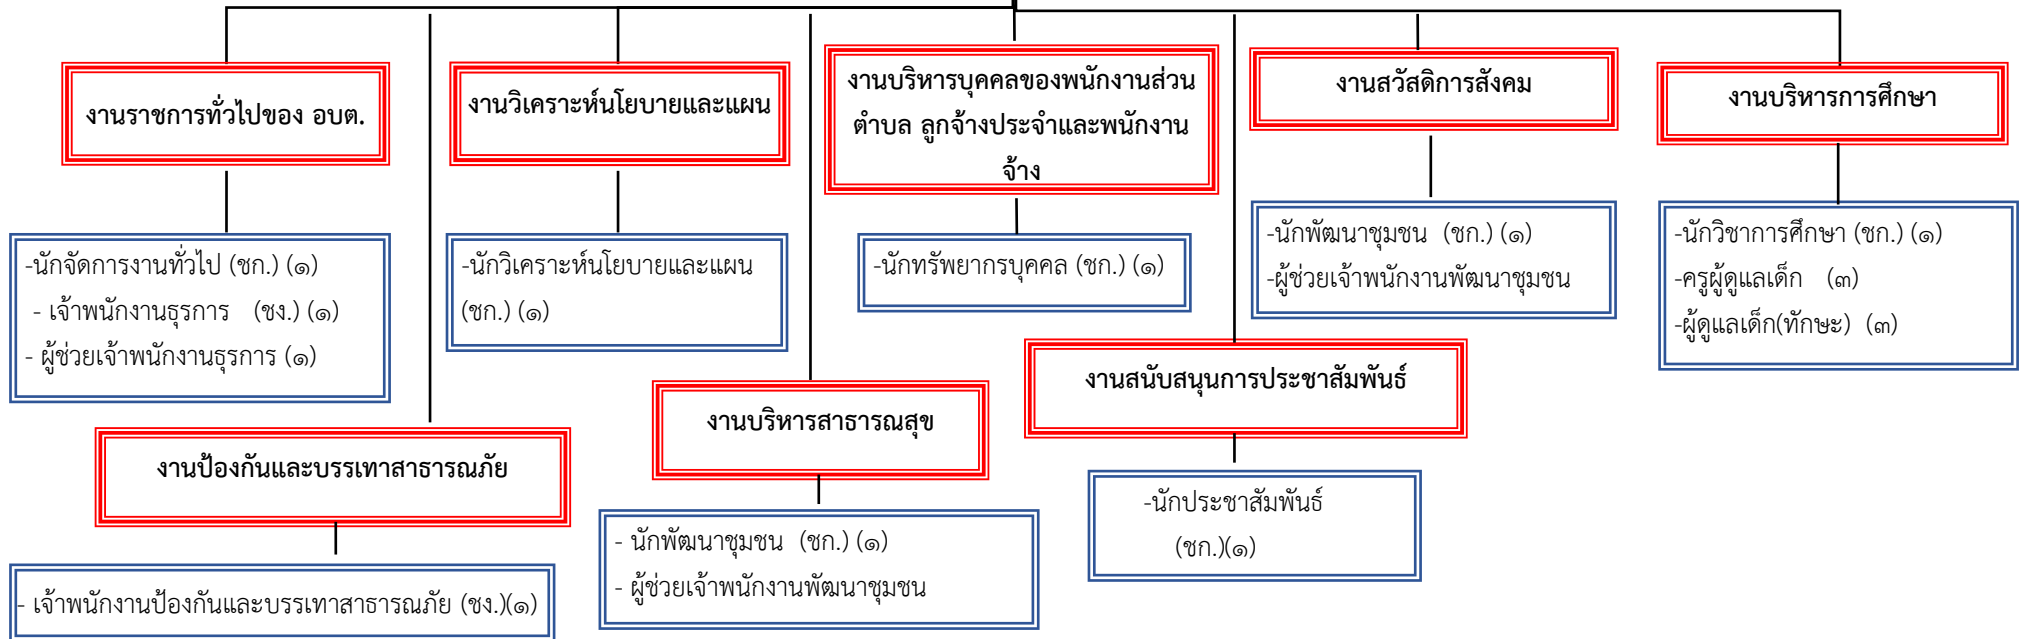 งานราชการทั่วไปของ อบต.
-นักจัดการงานทั่วไป (ชก.) (๑)
- เจ้าพนักงานธุรการ (ชง.) (๑)
- ผู้ช่วยเจ้าพนักงานธุรการ (๑)
งานวิเคราะห์นโยบายและแผน
-นักวิเคราะห์นโยบายและแผน
(ชก.) (๑)
งานบริหารบุคคลของพนักงานส่วน
ตำบล ลูกจ้างประจำและพนักงาน
จ้าง
-นักทรัพยากรบุคคล (ชก.) (๑)
งานสวัสดิการสังคม
-นักพัฒนาชุมชน (ชก.) (๑)
-ผู้ช่วยเจ้าพนักงานพัฒนาชุมชน
งานบริหารการศึกษา
-นักวิชาการศึกษา (ชก.) (๑)
-ครูผู้ดูแลเด็ก (๓)
-ผู้ดูแลเด็ก(ทักษะ) (๓)
งานป้องกันและบรรเทาสาธารณภัย
- เจ้าพนักงานป้องกันและบรรเทาสาธารณภัย (ชง.)(๑)
งานบริหารสาธารณสุข
- นักพัฒนาชุมชน (ชก.) (๑)
- ผู้ช่วยเจ้าพนักงานพัฒนาชุมชน
งานสนับสนุนการประชาสัมพันธ์
-นักประชาสัมพันธ์
(ชก.)(๑)